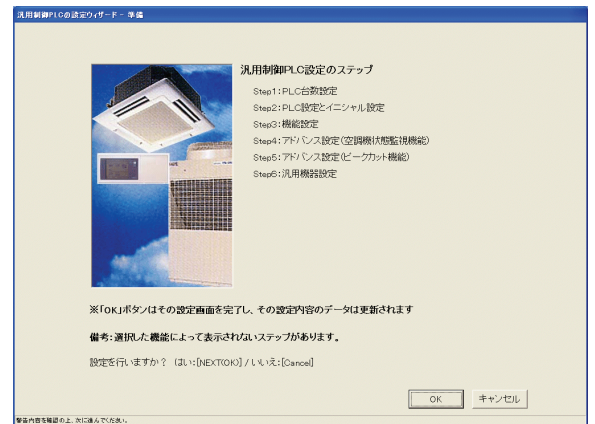 汎用制御PLCの設定ウィザード - 準備
汎用制御PLC設定のステップ
Step1:PLC台数設定
Step2:PLC設定とイニシャル設定
Step3:機能設定
Step4:アドバンス設定(空調機状態監視機能)
Step5:アドバンス設定(ピークカット機能)
Step6:汎用機器設定
※「OK」ボタンはその設定画面を完了し、その設定内容のデータは更新されます
備考:選択した機能によって表示されないステップがあります。
設定を行いますか? (はい:[NEXT(OK)] / いいえ:[Cancel]
OK キャンセル
警告内容を確認の上、次に進んでください。